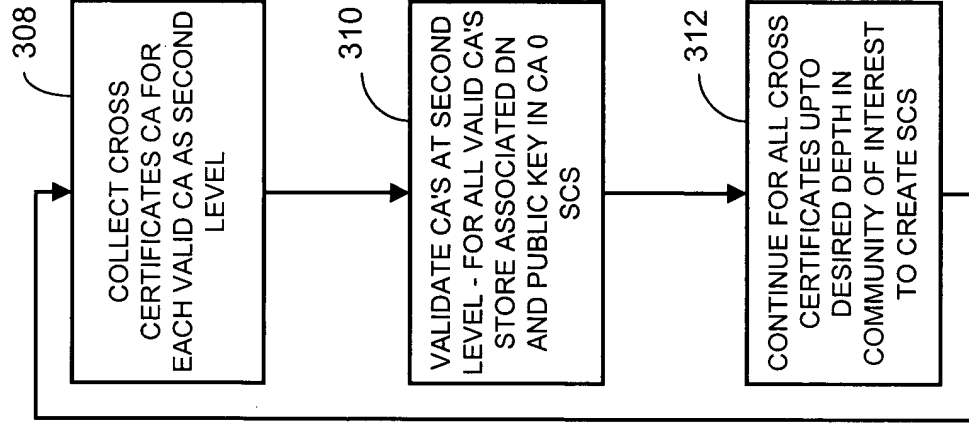 308
COLLECT CROSS
CERTIFICATES CA FOR
EACH VALID CA AS SECOND
LEVEL
310
VALIDATE CA'S AT SECOND
LEVEL - FOR ALL VALID CA'S
STORE ASSOCIATED DN
AND PUBLIC KEY IN CA 0
SCS
312
CONTINUE FOR ALL CROSS
CERTIFICATES UPTO
DESIRED DEPTH IN
COMMUNITY OF INTEREST
TO CREATE SCS